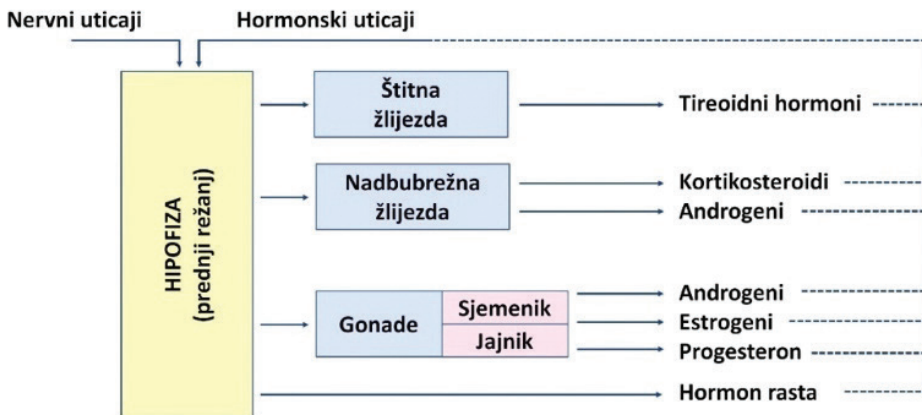 Nervni uticaji
Hormonski uticaji
HIPOFIZA
(prednji režanj)
Štitna
žlijezda
Tireoidni hormoni
Nadbubrežna
žlijezda
Kortikosteroidi
Androgeni
Gonade
Sjemenik
Jajnik
Androgeni
Estrogeni
Progesteron
Hormon rasta